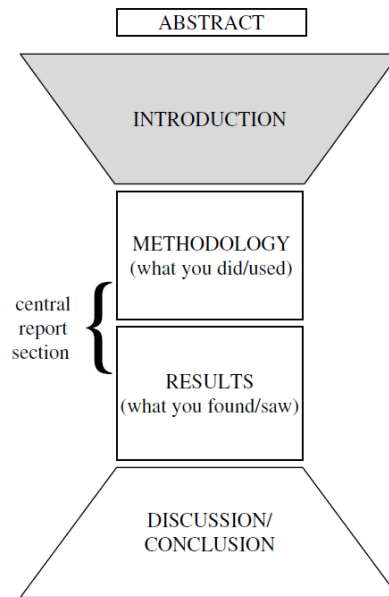 ABSTRACT
INTRODUCTION
METHODOLOGY
(what you did/used)
central
report
section
RESULTS
(what you found/saw)
DISCUSSION/
CONCLUSION